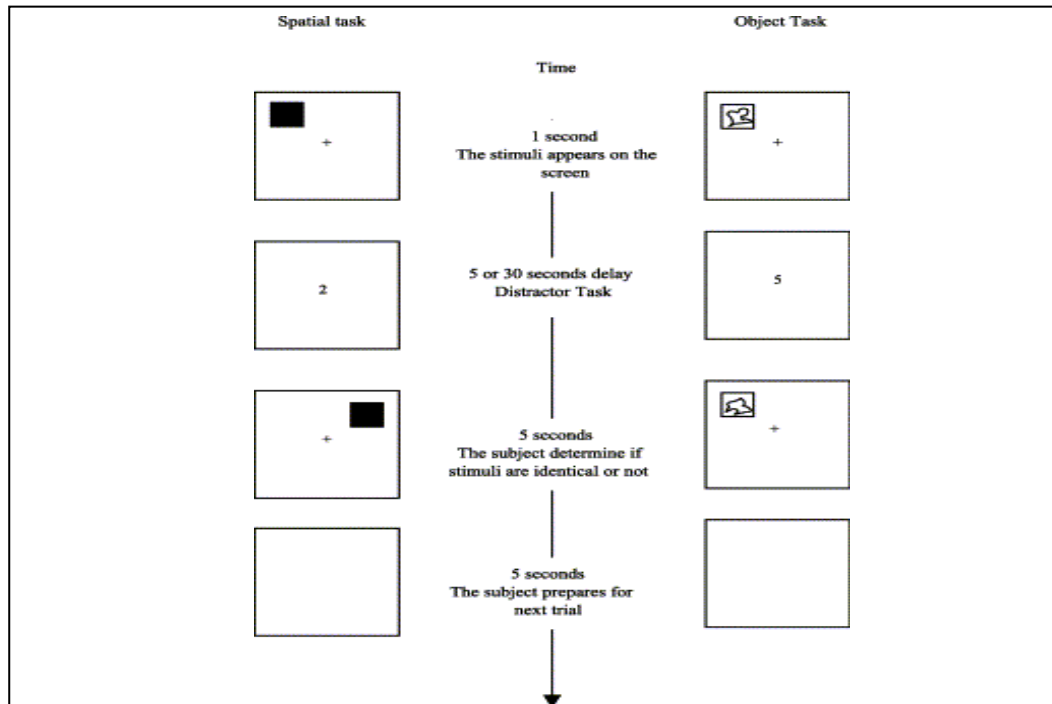 Spatial task
Object Task
Time
1 second
The stimuli appears on the
screen
2
5 or 30 seconds delay
Distractor Task
5
5 seconds
The subject determine if
stimuli are identical or not
5 seconds
The subject prepares for
next trial